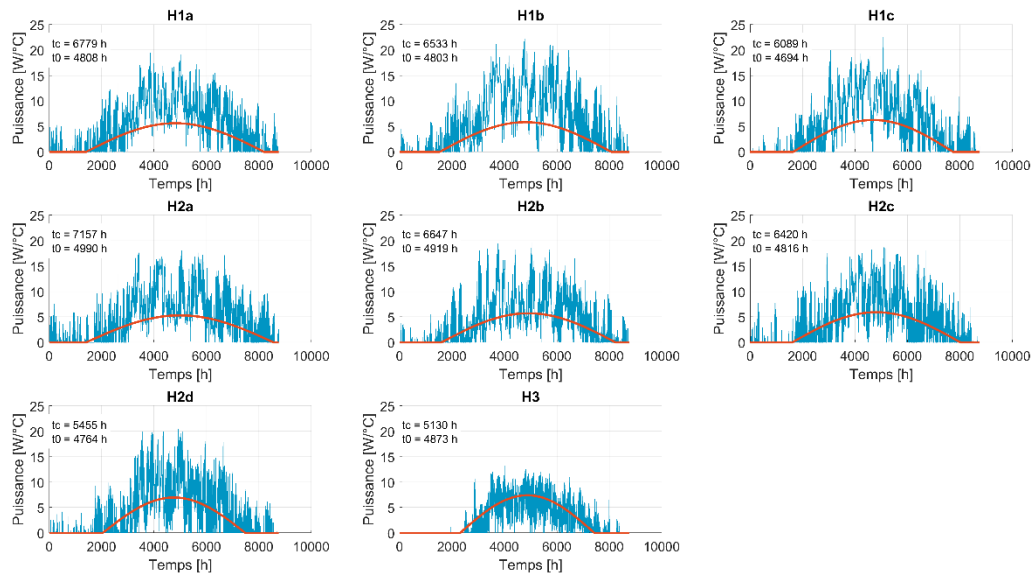 H1a
tc = 6779 h
t0 = 4808 h
Puissance [W/°C]
25
20
15
10
5
0
0 2000 4000 6000 8000 10000
Temps [h]
H1b
tc = 6533 h
t0 = 4803 h
Puissance [W/°C]
25
20
15
10
5
0
0 2000 4000 6000 8000 10000
Temps [h]
H1c
tc = 6089 h
t0 = 4694 h
Puissance [W/°C]
25
20
15
10
5
0
0 2000 4000 6000 8000 10000
Temps [h]
H2a
tc = 7157 h
t0 = 4990 h
Puissance [W/°C]
25
20
15
10
5
0
0 2000 4000 6000 8000 10000
Temps [h]
H2b
tc = 6647 h
t0 = 4919 h
Puissance [W/°C]
25
20
15
10
5
0
0 2000 4000 6000 8000 10000
Temps [h]
H2c
tc = 6420 h
t0 = 4816 h
Puissance [W/°C]
25
20
15
10
5
0
0 2000 4000 6000 8000 10000
Temps [h]
H2d
tc = 5455 h
t0 = 4764 h
Puissance [W/°C]
25
20
15
10
5
0
0 2000 4000 6000 8000 10000
Temps [h]
H3
tc = 5130 h
t0 = 4873 h
Puissance [W/°C]
25
20
15
10
5
0
0 2000 4000 6000 8000 10000
Temps [h]